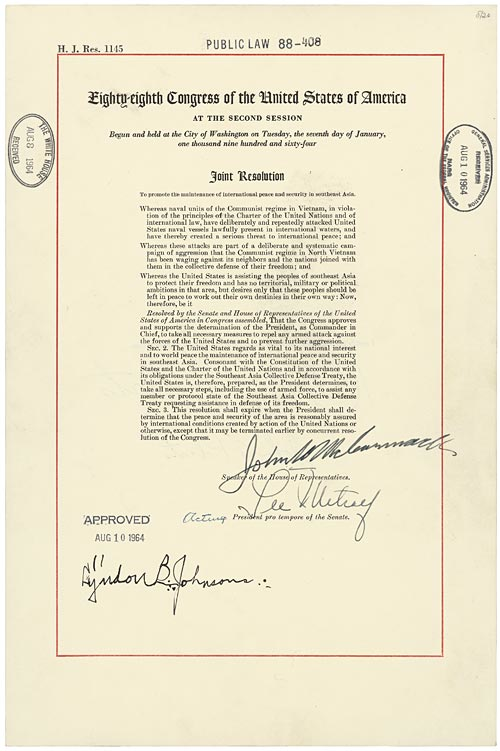 H. J. Res. 1145
PUBLIC LAW 88-408
Eighty-eighth Congress of the United States of America
AT THE SECOND SESSION
Begun and held at the City of Washington on Tuesday, the seventh day of January,
one thousand nine hundred and sixty-four
THE WHITE HOUSE
AUG 8 1964
RECEIVED
GENERAL SERVICES ADMINISTRATION
RECEIVED
AUG 10 1964
NARS
Joint Resolution
To promote the maintenance of international peace and security in southeast Asia.
Whereas naval units of the Communist regime in Vietnam, in viola-
tion of the principles of the Charter of the United Nations and of
international law, have deliberately and repeatedly attacked United
States naval vessels lawfully present in international waters, and
have thereby created a serious threat to international peace; and
Whereas these attacks are part of a deliberate and systematic cam-
paign of aggression that the Communist regime in North Vietnam
has been waging against its neighbors and the nations joined with
them in the collective defense of their freedom; and
Whereas the United States is assisting the peoples of southeast Asia
to protect their freedom and has no territorial, military or political
ambitions in that area, but desires only that these peoples should be
left in peace to work out their own destinies in their own way: Now,
therefore, be it
Resolved by the Senate and House of Representatives of the United
States of America in Congress assembled, That the Congress approves
and supports the determination of the President, as Commander in
Chief, to take all necessary measures to repel any armed attack against
the forces of the United States and to prevent further aggression.
SEC. 2. The United States regards as vital to its national interest
and to world peace the maintenance of international peace and security
in southeast Asia. Consonant with the Constitution of the United
States and the Charter of the United Nations and in accordance with
its obligations under the Southeast Asia Collective Defense Treaty, the
United States is, therefore, prepared, as the President determines, to
take all necessary steps, including the use of armed force, to assist any
member or protocol state of the Southeast Asia Collective Defense
Treaty requesting assistance in defense of its freedom.
SEC. 3. This resolution shall expire when the President shall de-
termine that the peace and security of the area is reasonably assured
by international conditions created by action of the United Nations or
otherwise, except that it may be terminated earlier by concurrent reso-
lution of the Congress.
John W McCormack
Speaker of the House of Representatives.
Lee Metcalf
Acting President pro tempore of the Senate.
APPROVED
AUG 10 1964
Lyndon B. Johnson